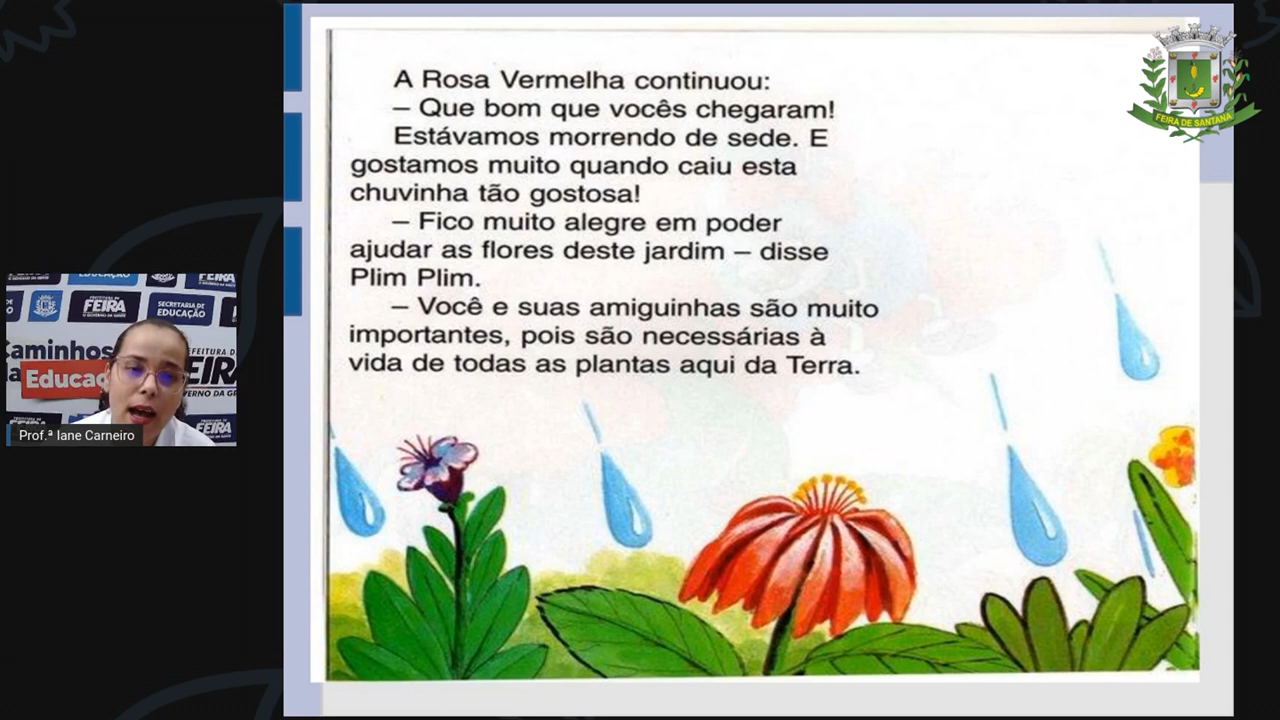 A Rosa Vermelha continuou:
– Que bom que vocês chegaram!
Estávamos morrendo de sede. E
gostamos muito quando caiu esta
chuvinha tão gostosa!
– Fico muito alegre em poder
ajudar as flores deste jardim – disse
Plim Plim.
– Você e suas amiguinhas são muito
importantes, pois são necessárias à
vida de todas as plantas aqui da Terra.
FEIRA DE SANTANA
EDUCAÇÃO
FEIRA
SECRETARIA DE
EDUCAÇÃO
FEIRA
Prof.ª Iane Carneiro